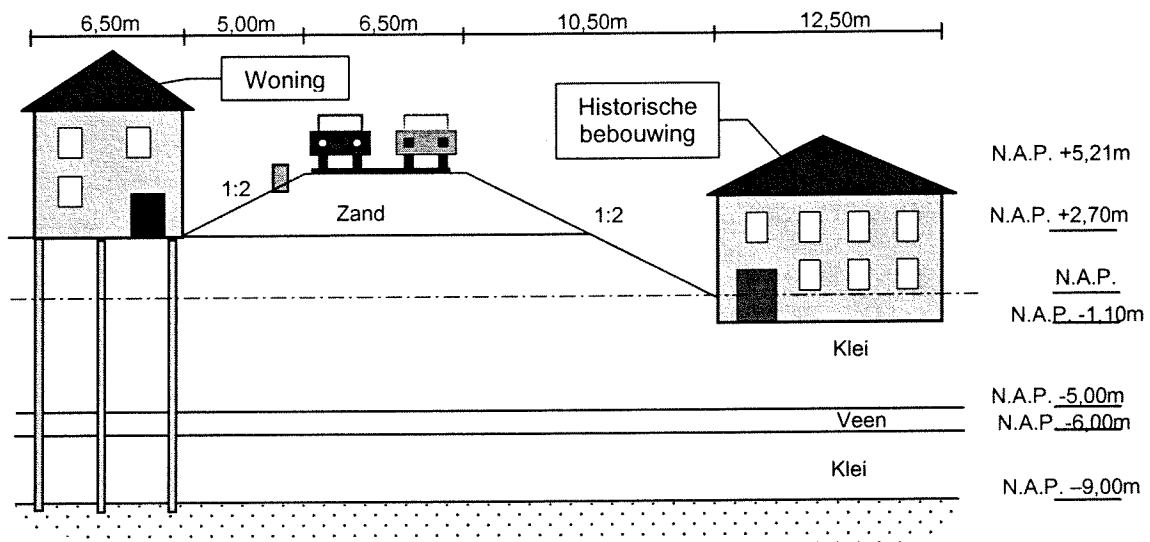 6,50m 5,00m 6,50m 10,50m 12,50m
Woning
Historische
bebouwing
N.A.P. +5,21m
1:2
Zand
1:2
N.A.P. +2,70m
N.A.P.
N.A.P. -1,10m
Klei
N.A.P. -5,00m
Veen
N.A.P. -6,00m
Klei
N.A.P. –9,00m